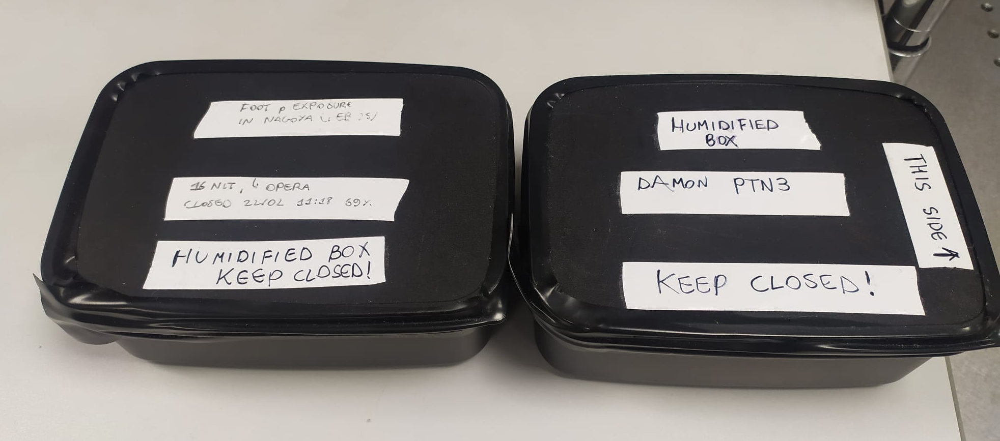 FOOT p EXPOSURE
IN NAGOYA
16 NIT, 4 OPERA
CLOSED 22/02 11:18 69%
HUMIDIFIED BOX
KEEP CLOSED!
HUMIDIFIED
BOX
DAMON PTN3
KEEP CLOSED!
THIS SIDE ↑